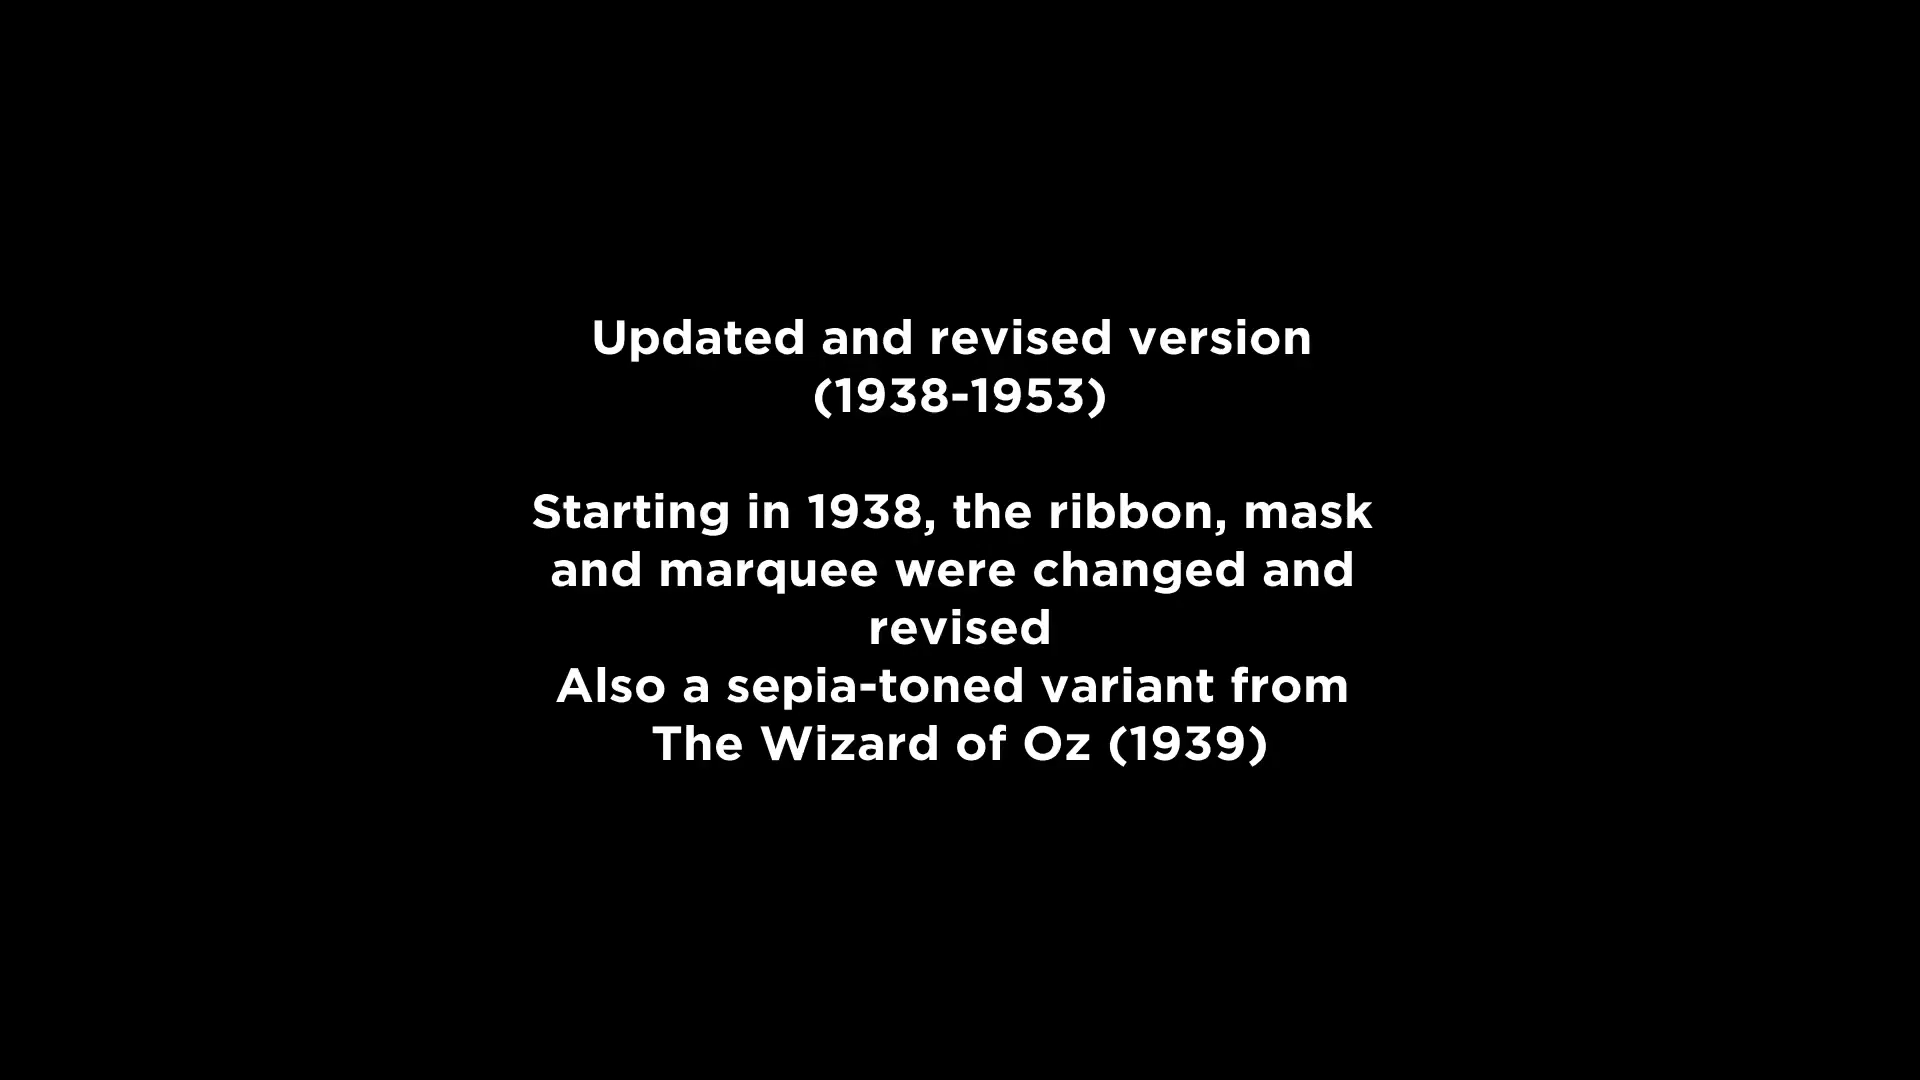 Updated and revised version
(1938-1953)
Starting in 1938, the ribbon, mask
and marquee were changed and
revised
Also a sepia-toned variant from
The Wizard of Oz (1939)